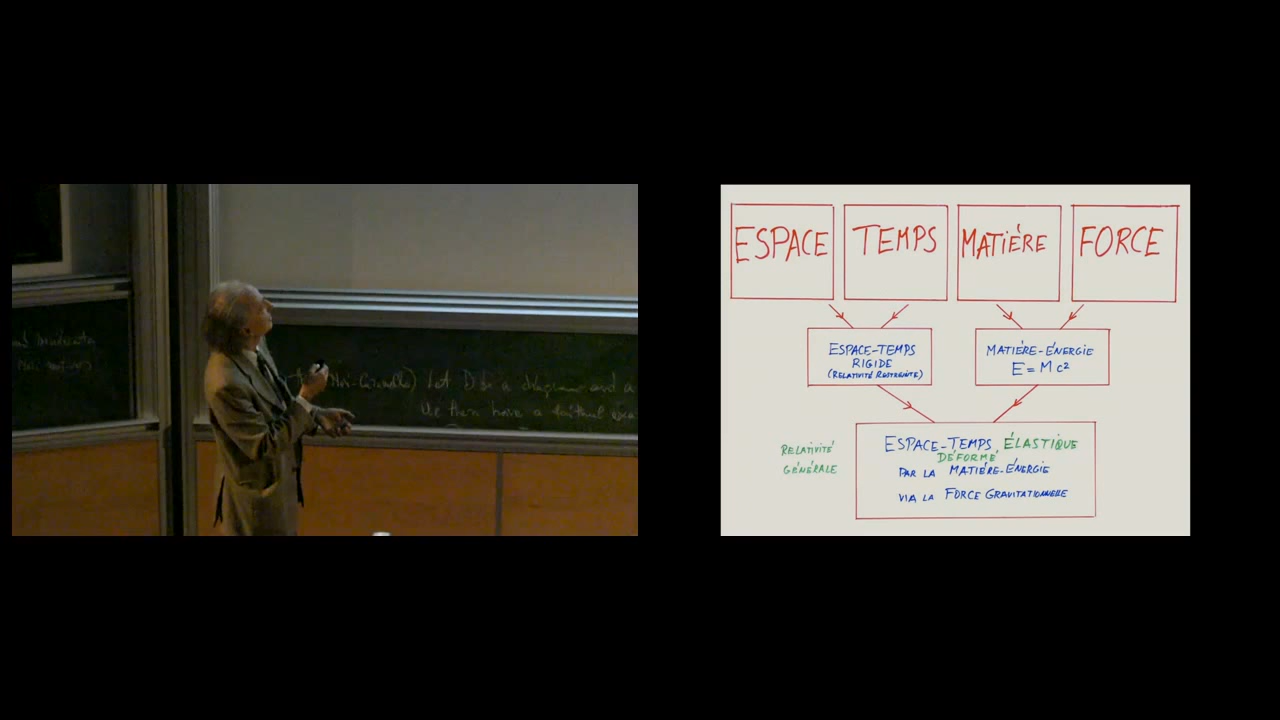 let D be a diagram and a
We then have a faithful
ESPACE
TEMPS
MATIÈRE
FORCE
ESPACE-TEMPS
RIGIDE
(RELATIVITÉ RESTREINTE)
MATIÈRE-ÉNERGIE
E = M c²
RELATIVITÉ
GÉNÉRALE
ESPACE-TEMPS ÉLASTIQUE
DÉFORMÉ
PAR LA MATIÈRE-ÉNERGIE
VIA LA FORCE GRAVITATIONNELLE